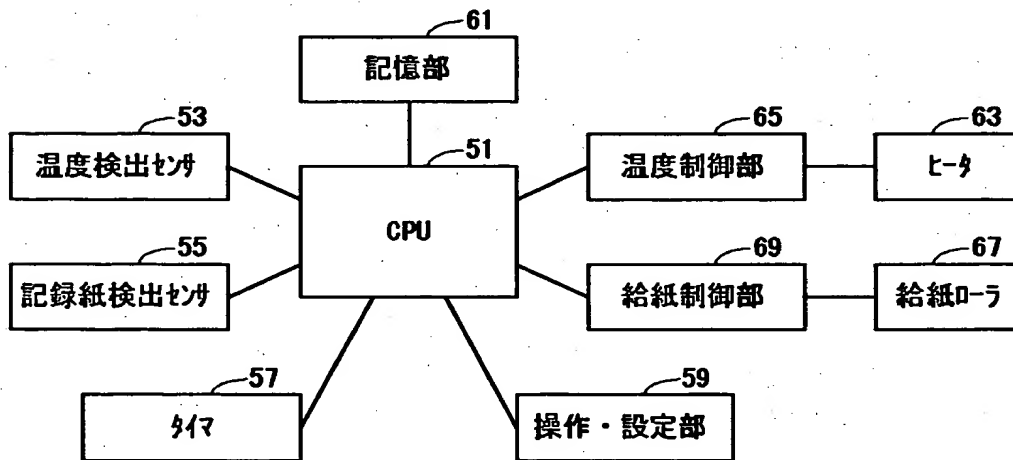 61
記憶部
53
温度検出ｾﾝｻ
51
CPU
65
温度制御部
63
ﾋｰﾀ
55
記録紙検出ｾﾝｻ
69
給紙制御部
67
給紙ﾛｰﾗ
57
ﾀｲﾏ
59
操作・設定部